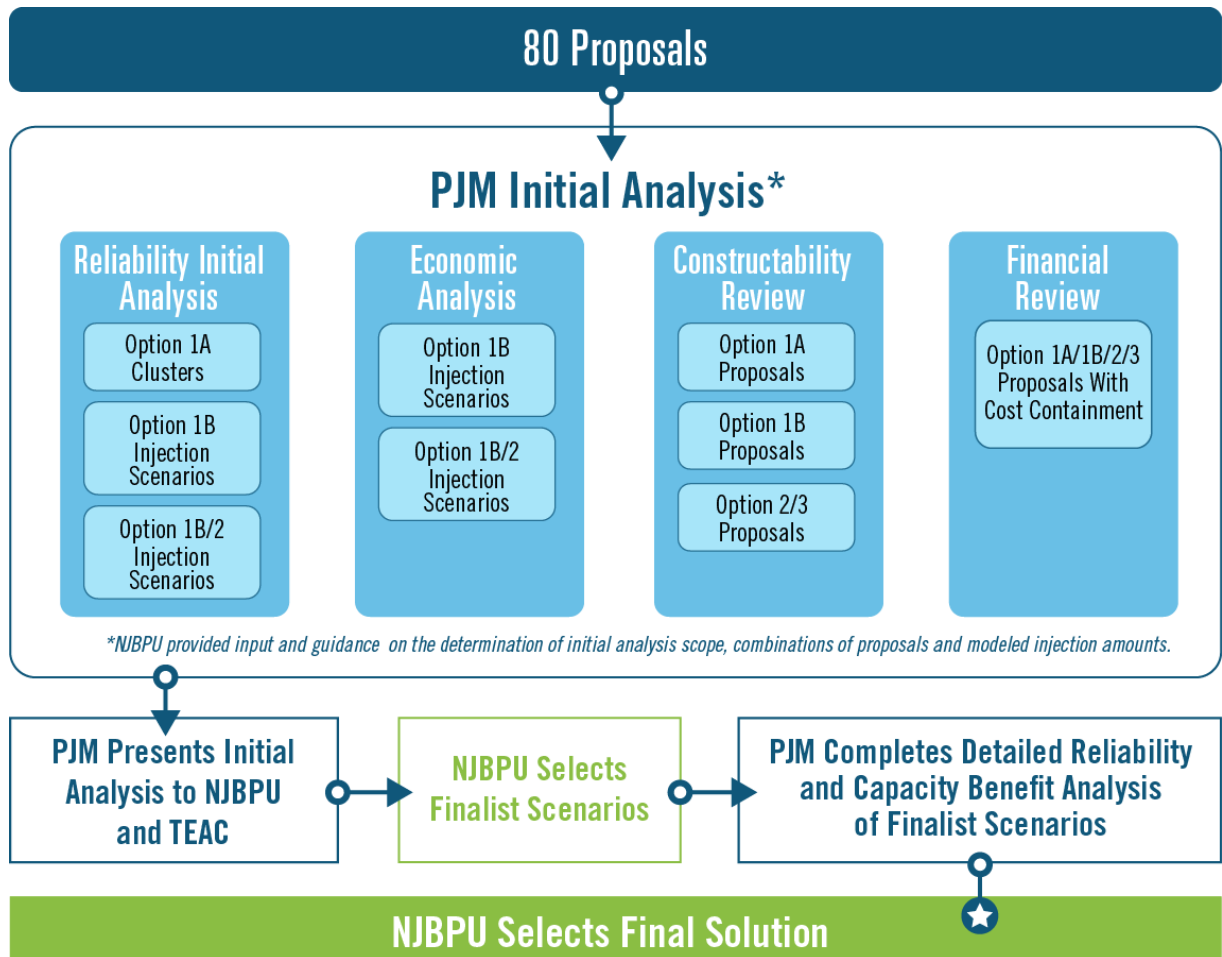 80 Proposals
PJM Initial Analysis*
Reliability Initial
Analysis
Option 1A
Clusters
Option 1B
Injection
Scenarios
Option 1B/2
Injection
Scenarios
Economic
Analysis
Option 1B
Injection
Scenarios
Option 1B/2
Injection
Scenarios
Constructability
Review
Option 1A
Proposals
Option 1B
Proposals
Option 2/3
Proposals
Financial
Review
Option 1A/1B/2/3
Proposals With
Cost Containment
*NJBPU provided input and guidance on the determination of initial analysis scope, combinations of proposals and modeled injection amounts.
PJM Presents Initial
Analysis to NJBPU
and TEAC
NJBPU Selects
Finalist Scenarios
PJM Completes Detailed Reliability
and Capacity Benefit Analysis
of Finalist Scenarios
NJBPU Selects Final Solution